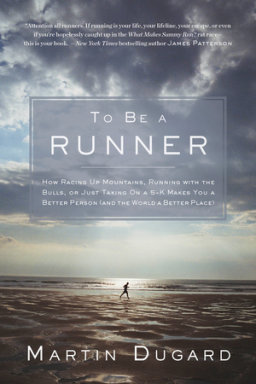 "Attention all runners. If running is your life, your lifeline, your escape, or even
if you're hopelessly caught up in the What Makes Sammy Run? rat race—
this is your book. —New York Times bestselling author JAMES PATTERSON
TO BE A
RUNNER
HOW RACING UP MOUNTAINS, RUNNING WITH THE
BULLS, OR JUST TAKING ON A 5-K MAKES YOU A
BETTER PERSON (AND THE WORLD A BETTER PLACE)
MARTIN DUGARD